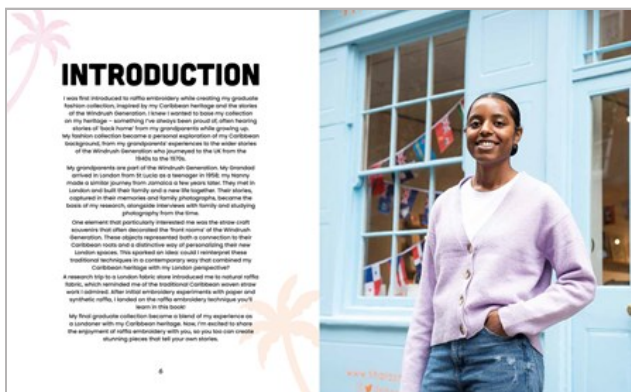 INTRODUCTION
I was first introduced to raffia embroidery while creating my graduate
fashion collection, inspired by my Caribbean heritage and the stories
of the Windrush Generation. I knew I wanted to base my collection
on my heritage – something I've always been proud of, often hearing
stories of 'back home' from my grandparents while growing up.
My fashion collection became a personal exploration of my Caribbean
background, from my grandparents' experiences to the wider stories
of the Windrush Generation who journeyed to the UK from the
1940s to the 1970s.
My grandparents are part of the Windrush Generation. My Grandad
arrived in London from St Lucia as a teenager in 1958; my Nanny
made a similar journey from Jamaica a few years later. They met in
London and built their family and a new life together. Their stories,
captured in their memories and family photographs, became the
basis of my research, alongside interviews with family and studying
photography from the time.
One element that particularly interested me was the straw craft
souvenirs that often decorated the 'front rooms' of the Windrush
Generation. These objects represented both a connection to their
Caribbean roots and a distinctive way of personalizing their new
London spaces. This sparked an idea: could I reinterpret these
traditional techniques in a contemporary way that combined my
Caribbean heritage with my London perspective?
A research trip to a London fabric store introduced me to natural raffia
fabric, which reminded me of the traditional Caribbean woven straw
work I admired. After initial embroidery experiments with paper and
synthetic raffia, I landed on the raffia embroidery technique you'll
learn in this book!
My final graduate collection became a blend of my experience as
a Londoner with my Caribbean heritage. Now, I'm excited to share
the enjoyment of raffia embroidery with you, so you too can create
stunning pieces that tell your own stories.
6